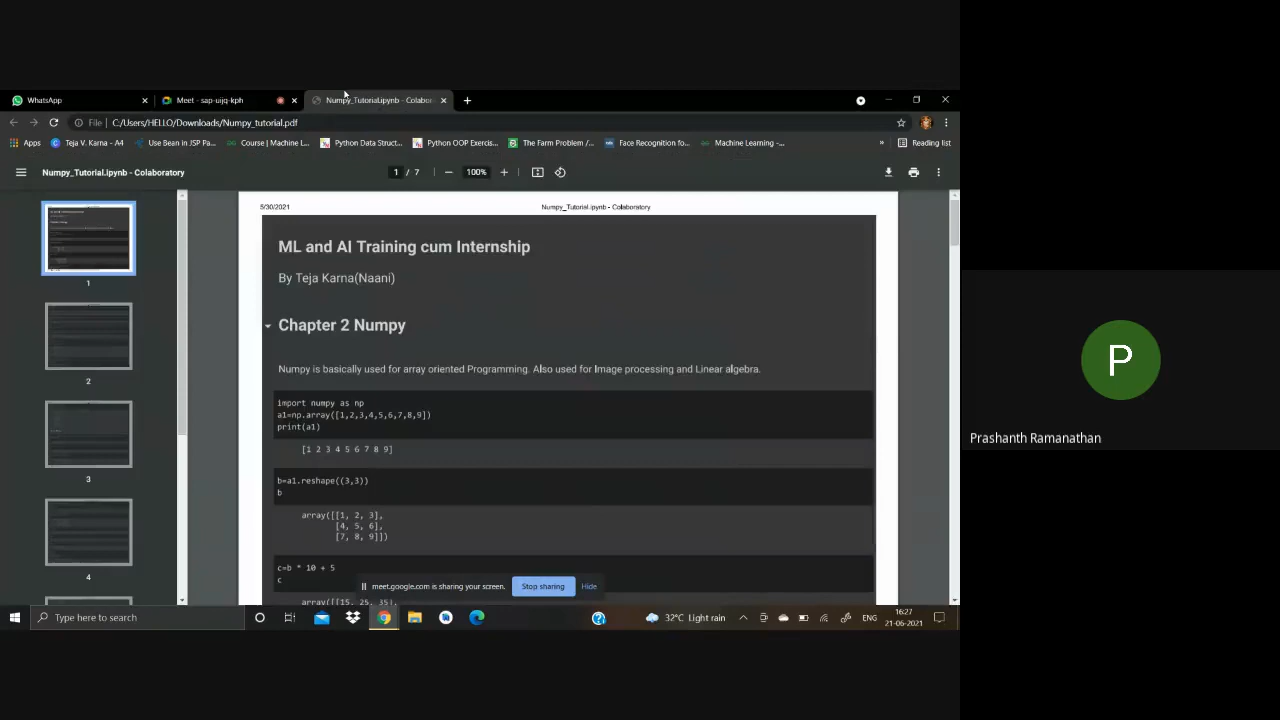 WhatsApp
Meet - sap-uijq-kph
Numpy_Tutorial.ipynb - Colabor
File
C:/Users/HELLO/Downloads/Numpy_tutorial.pdf
Apps
Teja V. Karna - A4
Use Bean in JSP Pa...
Course | Machine L...
Python Data Struct...
Python OOP Exercis...
The Farm Problem /...
Face Recognition fo...
Machine Learning -...
»
Reading list
Numpy_Tutorial.ipynb - Colaboratory
1 / 7
100%
5/30/2021
Numpy_Tutorial.ipynb - Colaboratory
ML and AI Training cum Internship
By Teja Karna(Naani)
Chapter 2 Numpy
Numpy is basically used for array oriented Programming. Also used for Image processing and Linear algebra.
import numpy as np
a1=np.array([1,2,3,4,5,6,7,8,9])
print(a1)
[1 2 3 4 5 6 7 8 9]
b=a1.reshape((3,3))
b
array([[1, 2, 3],
[4, 5, 6],
[7, 8, 9]])
c=b * 10 + 5
c
array([[15, 25, 35],
1
2
3
4
meet.google.com is sharing your screen.
Stop sharing
Hide
Type here to search
32°C Light rain
ENG
16:27
21-06-2021
P
Prashanth Ramanathan